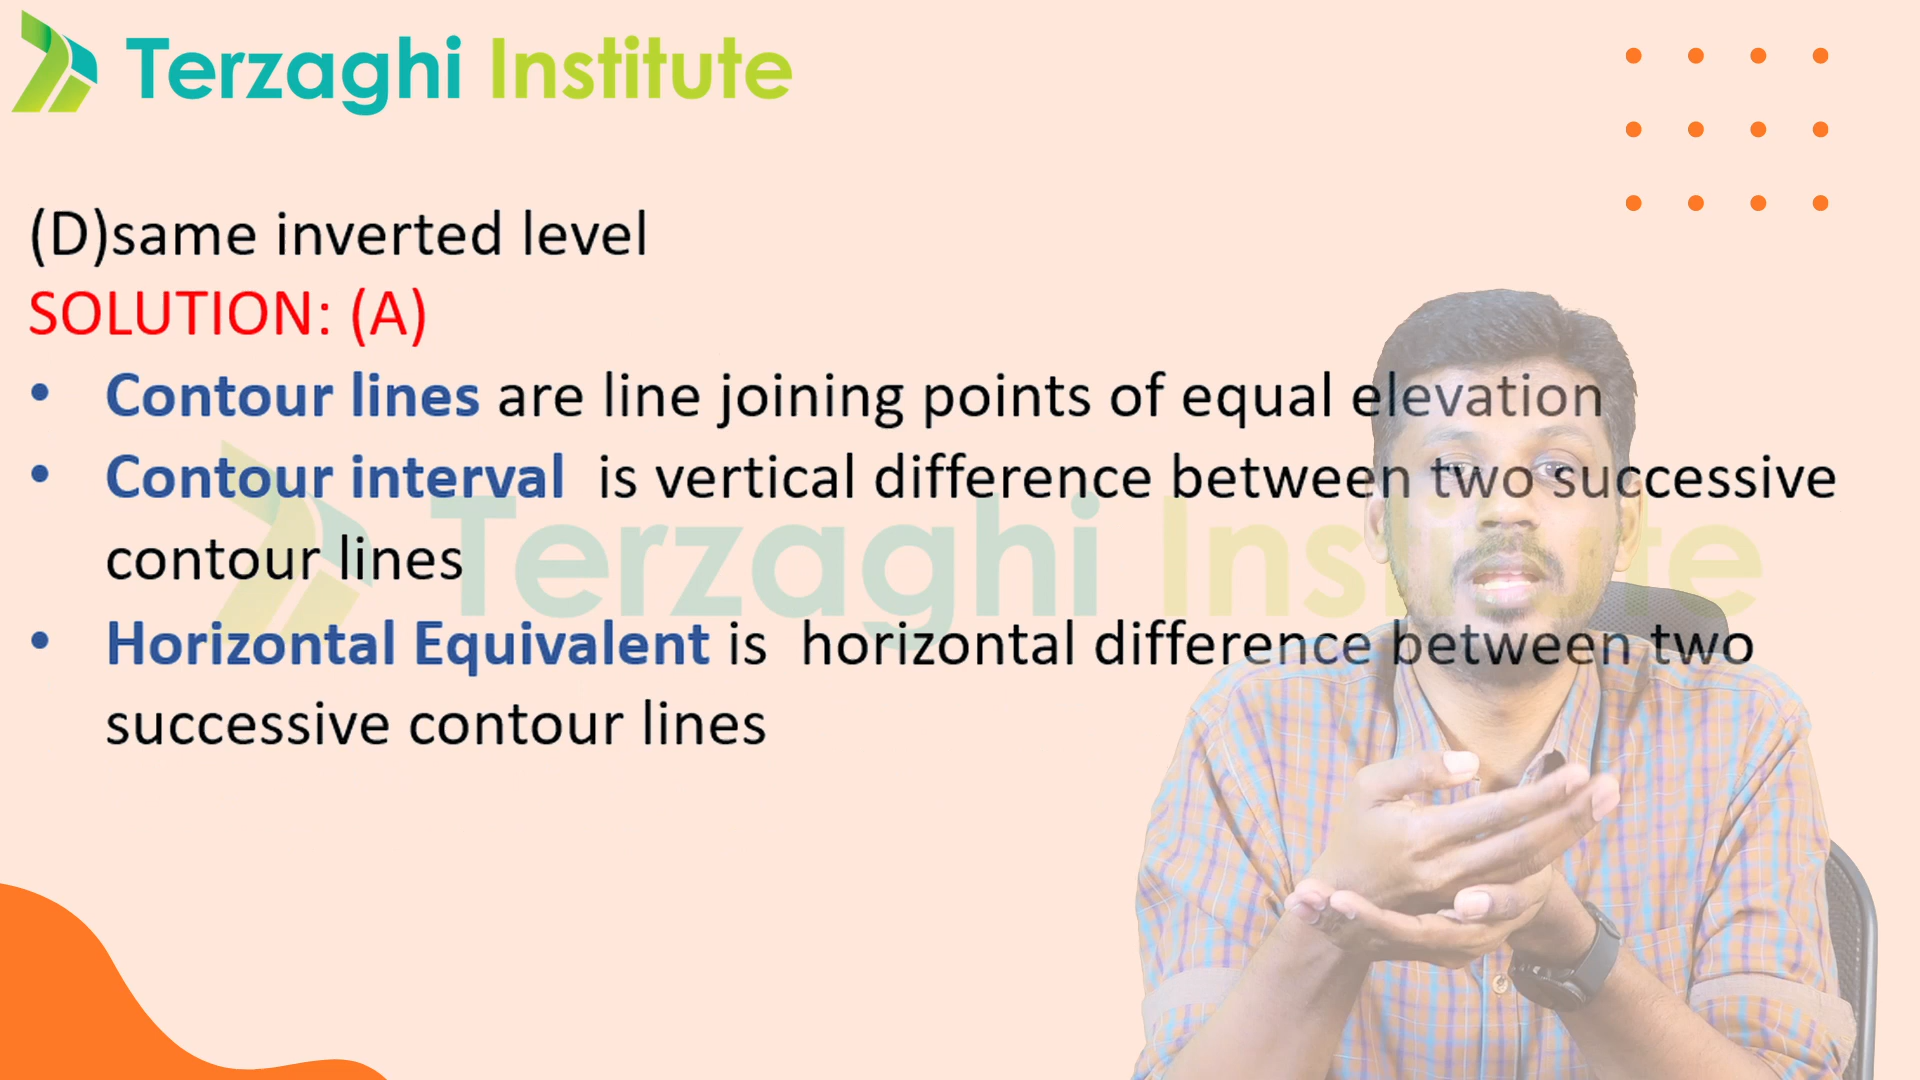 Terzaghi Institute
(D)same inverted level
SOLUTION: (A)
• Contour lines are line joining points of equal elevation
• Contour interval is vertical difference between two successive
contour lines
Terzaghi Institute
• Horizontal Equivalent is horizontal difference between two
successive contour lines